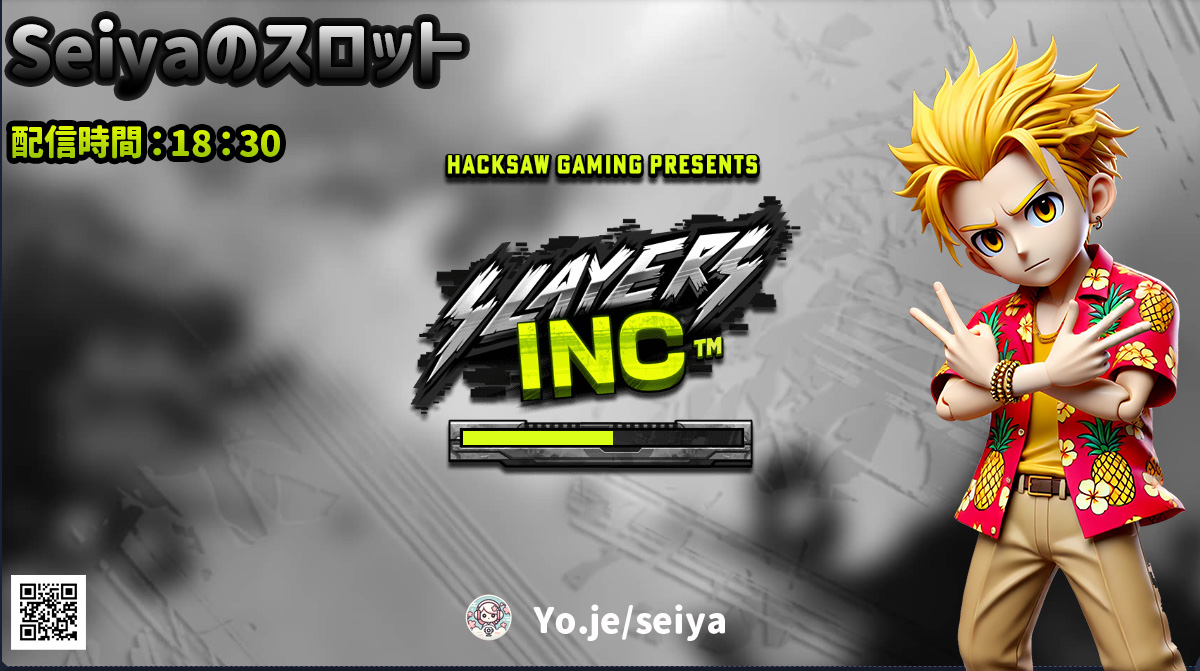 Seiyaのスロット
配信時間：18：30
HACKSAW GAMING PRESENTS
SLAYERS
INC™
Yo.je/seiya